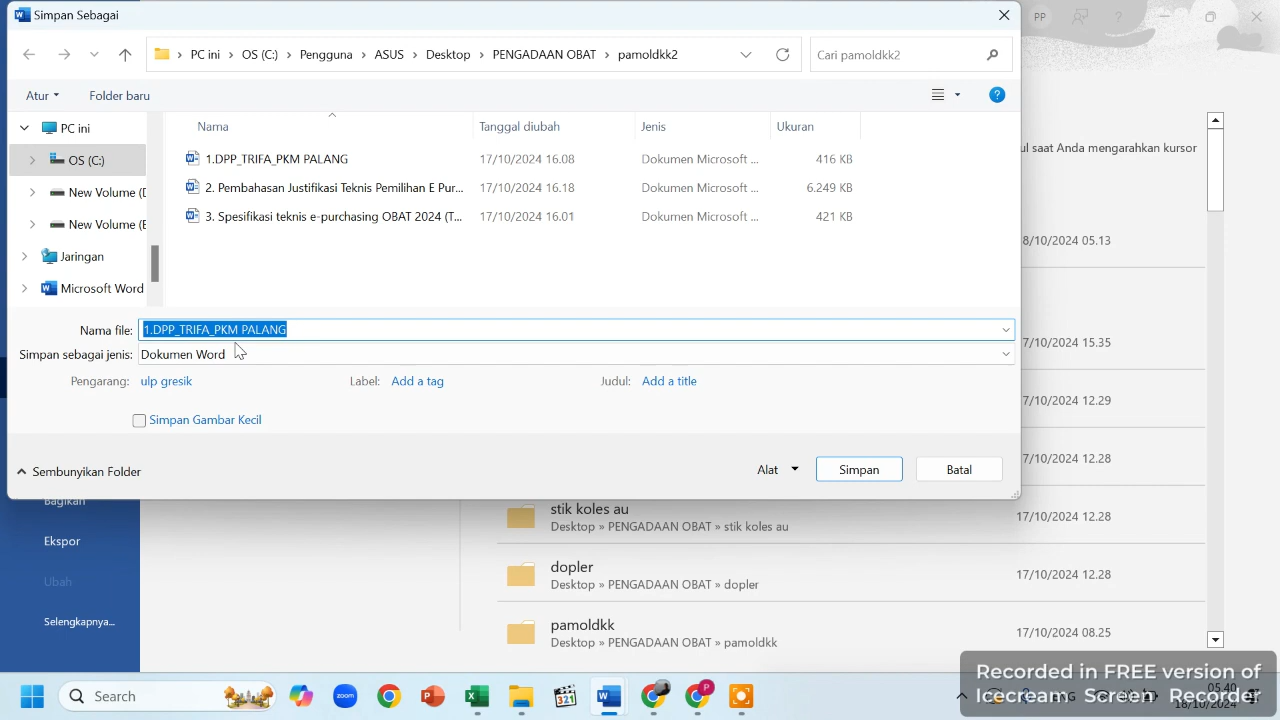 Simpan Sebagai
PP
PC ini > OS (C:) > Pengguna > ASUS > Desktop > PENGADAAN OBAT > pamoldkk2
Cari pamoldkk2
Atur
Folder baru
PC ini
OS (C:)
New Volume (D
New Volume (E
Jaringan
Microsoft Word
Nama
Tanggal diubah
Jenis
Ukuran
1.DPP_TRIFA_PKM PALANG 17/10/2024 16.08 Dokumen Microsoft ... 416 KB
2. Pembahasan Justifikasi Teknis Pemilihan E Pur... 17/10/2024 16.18 Dokumen Microsoft ... 6.249 KB
3. Spesifikasi teknis e-purchasing OBAT 2024 (T... 17/10/2024 16.01 Dokumen Microsoft ... 421 KB
Nama file: 1.DPP_TRIFA_PKM PALANG
Simpan sebagai jenis: Dokumen Word
Pengarang: ulp gresik
Label: Add a tag
Judul: Add a title
Simpan Gambar Kecil
Sembunyikan Folder
Alat
Simpan
Batal
ul saat Anda mengarahkan kursor
8/10/2024 05.13
7/10/2024 15.35
7/10/2024 12.29
7/10/2024 12.28
Bagikan
Ekspor
Ubah
Selengkapnya...
stik koles au
Desktop » PENGADAAN OBAT » stik koles au
17/10/2024 12.28
dopler
Desktop » PENGADAAN OBAT » dopler
17/10/2024 12.28
pamoldkk
Desktop » PENGADAAN OBAT » pamoldkk
17/10/2024 08.25
Recorded in FREE version of
Icecream Screen Recorder
Search
zoom
321
05.40
18/10/2024